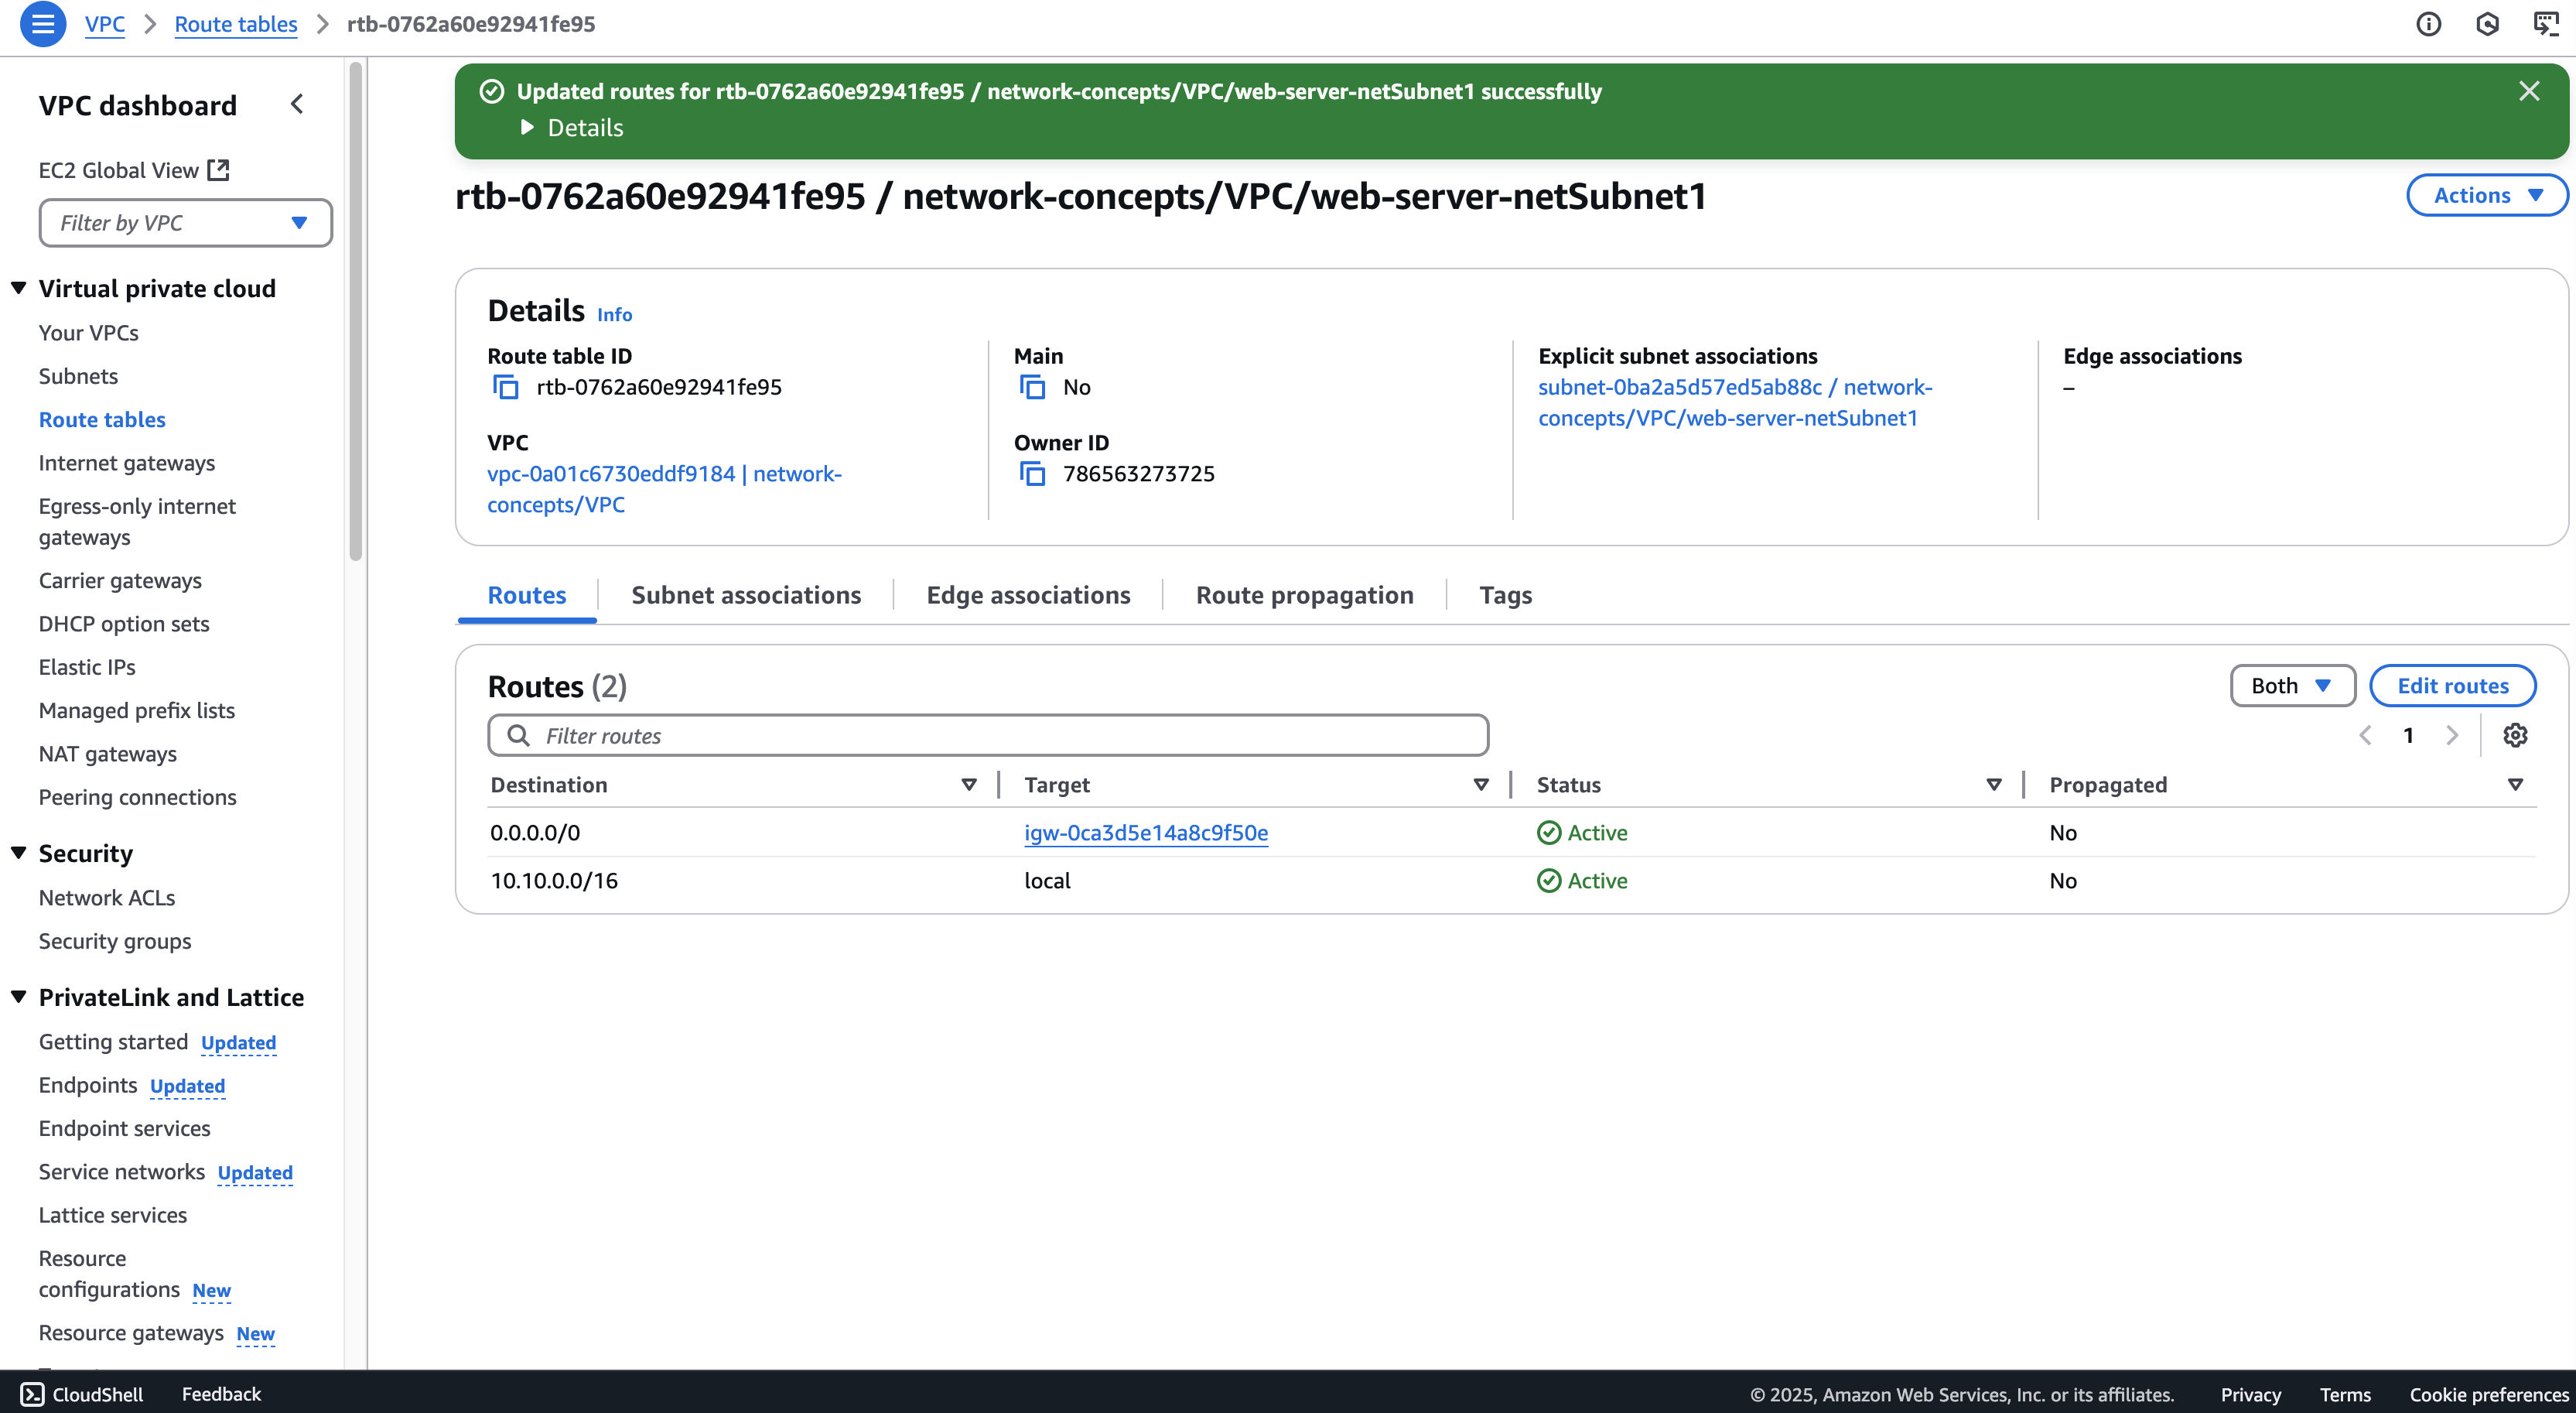 VPC > Route tables > rtb-0762a60e92941fe95
VPC dashboard
EC2 Global View
Filter by VPC
Virtual private cloud
Your VPCs
Subnets
Route tables
Internet gateways
Egress-only internet
gateways
Carrier gateways
DHCP option sets
Elastic IPs
Managed prefix lists
NAT gateways
Peering connections
Security
Network ACLs
Security groups
PrivateLink and Lattice
Getting started Updated
Endpoints Updated
Endpoint services
Service networks Updated
Lattice services
Resource
configurations New
Resource gateways New
Updated routes for rtb-0762a60e92941fe95 / network-concepts/VPC/web-server-netSubnet1 successfully
Details
rtb-0762a60e92941fe95 / network-concepts/VPC/web-server-netSubnet1
Actions
Details Info
Route table ID
rtb-0762a60e92941fe95
VPC
vpc-0a01c6730eddf9184 | network-
concepts/VPC
Main
No
Owner ID
786563273725
Explicit subnet associations
subnet-0ba2a5d57ed5ab88c / network-
concepts/VPC/web-server-netSubnet1
Edge associations
–
Routes Subnet associations Edge associations Route propagation Tags
Routes (2)
Both Edit routes
Filter routes
1
Destination Target Status Propagated
0.0.0.0/0 igw-0ca3d5e14a8c9f50e Active No
10.10.0.0/16 local Active No
CloudShell Feedback © 2025, Amazon Web Services, Inc. or its affiliates. Privacy Terms Cookie preferences